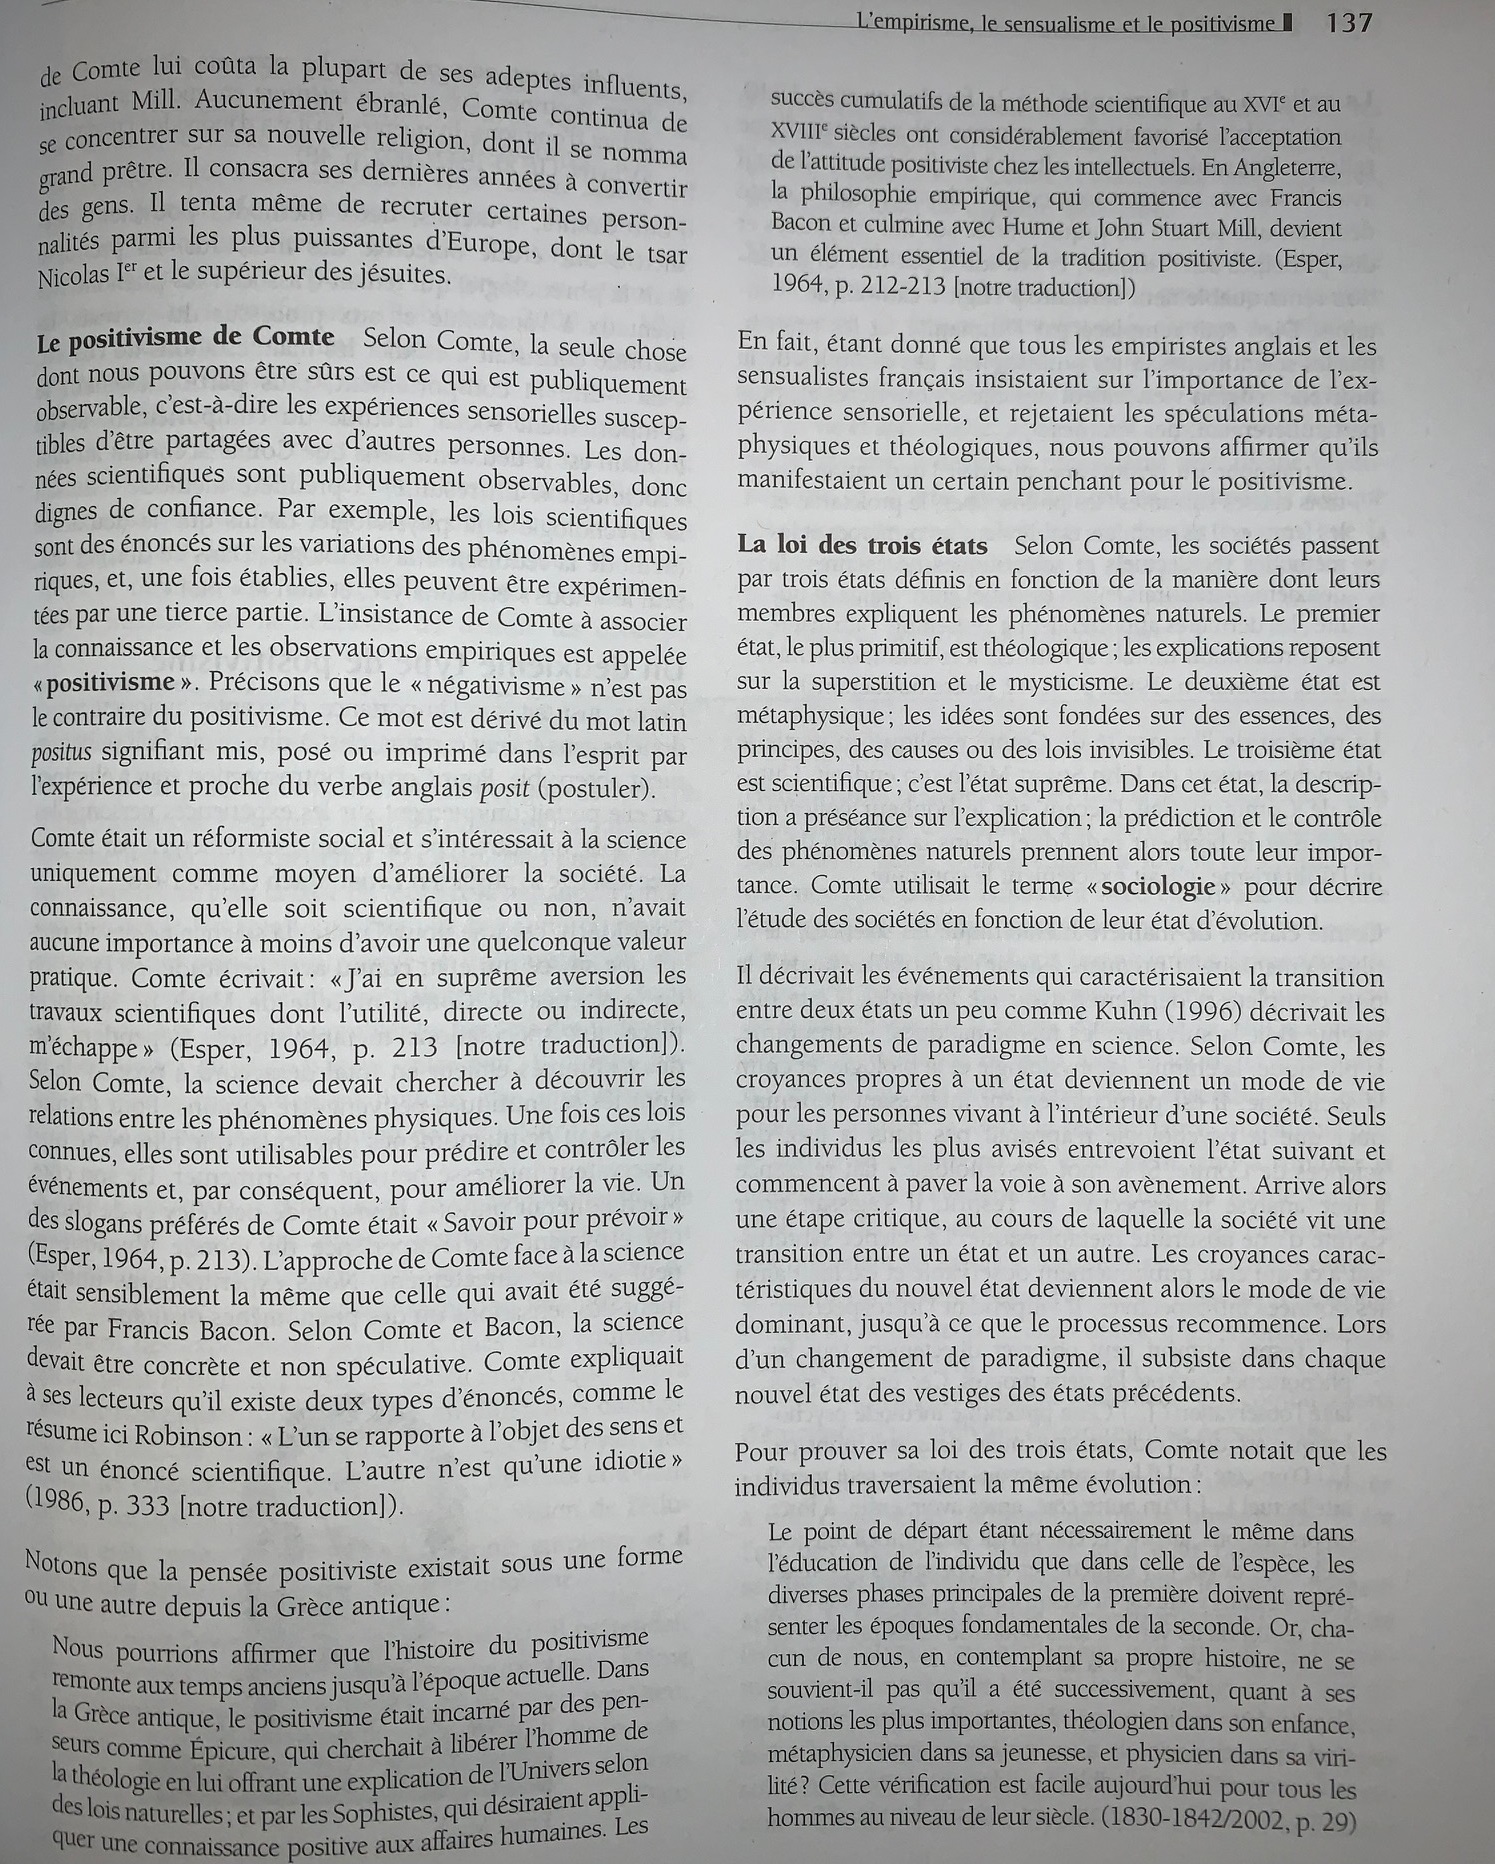 L'empirisme, le sensualisme et le positivisme 137
de Comte lui coûta la plupart de ses adeptes influents,
incluant Mill. Aucunement ébranlé, Comte continua de
se concentrer sur sa nouvelle religion, dont il se nomma
grand prêtre. Il consacra ses dernières années à convertir
des gens. Il tenta même de recruter certaines person-
nalités parmi les plus puissantes d'Europe, dont le tsar
Nicolas Ier et le supérieur des jésuites.
Le positivisme de Comte Selon Comte, la seule chose
dont nous pouvons être sûrs est ce qui est publiquement
observable, c'est-à-dire les expériences sensorielles suscep-
tibles d'être partagées avec d'autres personnes. Les don-
nées scientifiques sont publiquement observables, donc
dignes de confiance. Par exemple, les lois scientifiques
sont des énoncés sur les variations des phénomènes empi-
riques, et, une fois établies, elles peuvent être expérimen-
tées par une tierce partie. L'insistance de Comte à associer
la connaissance et les observations empiriques est appelée
« positivisme ». Précisons que le « négativisme » n'est pas
le contraire du positivisme. Ce mot est dérivé du mot latin
positus signifiant mis, posé ou imprimé dans l'esprit par
l'expérience et proche du verbe anglais posit (postuler).
Comte était un réformiste social et s'intéressait à la science
uniquement comme moyen d'améliorer la société. La
connaissance, qu'elle soit scientifique ou non, n'avait
aucune importance à moins d'avoir une quelconque valeur
pratique. Comte écrivait : « J'ai en suprême aversion les
travaux scientifiques dont l'utilité, directe ou indirecte,
m'échappe » (Esper, 1964, p. 213 [notre traduction]).
Selon Comte, la science devait chercher à découvrir les
relations entre les phénomènes physiques. Une fois ces lois
connues, elles sont utilisables pour prédire et contrôler les
événements et, par conséquent, pour améliorer la vie. Un
des slogans préférés de Comte était « Savoir pour prévoir »
(Esper, 1964, p. 213). L'approche de Comte face à la science
était sensiblement la même que celle qui avait été suggé-
rée par Francis Bacon. Selon Comte et Bacon, la science
devait être concrète et non spéculative. Comte expliquait
à ses lecteurs qu'il existe deux types d'énoncés, comme le
résume ici Robinson : « L'un se rapporte à l'objet des sens et
est un énoncé scientifique. L'autre n'est qu'une idiotie »
(1986, p. 333 [notre traduction]).
Notons que la pensée positiviste existait sous une forme
ou une autre depuis la Grèce antique :
Nous pourrions affirmer que l'histoire du positivisme
remonte aux temps anciens jusqu'à l'époque actuelle. Dans
la Grèce antique, le positivisme était incarné par des pen-
seurs comme Épicure, qui cherchait à libérer l'homme de
la théologie en lui offrant une explication de l'Univers selon
des lois naturelles ; et par les Sophistes, qui désiraient appli-
quer une connaissance positive aux affaires humaines. Les
succès cumulatifs de la méthode scientifique au XVIe et au
XVIIIe siècles ont considérablement favorisé l'acceptation
de l'attitude positiviste chez les intellectuels. En Angleterre,
la philosophie empirique, qui commence avec Francis
Bacon et culmine avec Hume et John Stuart Mill, devient
un élément essentiel de la tradition positiviste. (Esper,
1964, p. 212-213 [notre traduction])
En fait, étant donné que tous les empiristes anglais et les
sensualistes français insistaient sur l'importance de l'ex-
périence sensorielle, et rejetaient les spéculations méta-
physiques et théologiques, nous pouvons affirmer qu'ils
manifestaient un certain penchant pour le positivisme.
La loi des trois états Selon Comte, les sociétés passent
par trois états définis en fonction de la manière dont leurs
membres expliquent les phénomènes naturels. Le premier
état, le plus primitif, est théologique ; les explications reposent
sur la superstition et le mysticisme. Le deuxième état est
métaphysique ; les idées sont fondées sur des essences, des
principes, des causes ou des lois invisibles. Le troisième état
est scientifique ; c'est l'état suprême. Dans cet état, la descrip-
tion a préséance sur l'explication ; la prédiction et le contrôle
des phénomènes naturels prennent alors toute leur impor-
tance. Comte utilisait le terme « sociologie » pour décrire
l'étude des sociétés en fonction de leur état d'évolution.
Il décrivait les événements qui caractérisaient la transition
entre deux états un peu comme Kuhn (1996) décrivait les
changements de paradigme en science. Selon Comte, les
croyances propres à un état deviennent un mode de vie
pour les personnes vivant à l'intérieur d'une société. Seuls
les individus les plus avisés entrevoient l'état suivant et
commencent à paver la voie à son avènement. Arrive alors
une étape critique, au cours de laquelle la société vit une
transition entre un état et un autre. Les croyances carac-
téristiques du nouvel état deviennent alors le mode de vie
dominant, jusqu'à ce que le processus recommence. Lors
d'un changement de paradigme, il subsiste dans chaque
nouvel état des vestiges des états précédents.
Pour prouver sa loi des trois états, Comte notait que les
individus traversaient la même évolution :
Le point de départ étant nécessairement le même dans
l'éducation de l'individu que dans celle de l'espèce, les
diverses phases principales de la première doivent repré-
senter les époques fondamentales de la seconde. Or, cha-
cun de nous, en contemplant sa propre histoire, ne se
souvient-il pas qu'il a été successivement, quant à ses
notions les plus importantes, théologien dans son enfance,
métaphysicien dans sa jeunesse, et physicien dans sa viri-
lité ? Cette vérification est facile aujourd'hui pour tous les
hommes au niveau de leur siècle. (1830-1842/2002, p. 29)